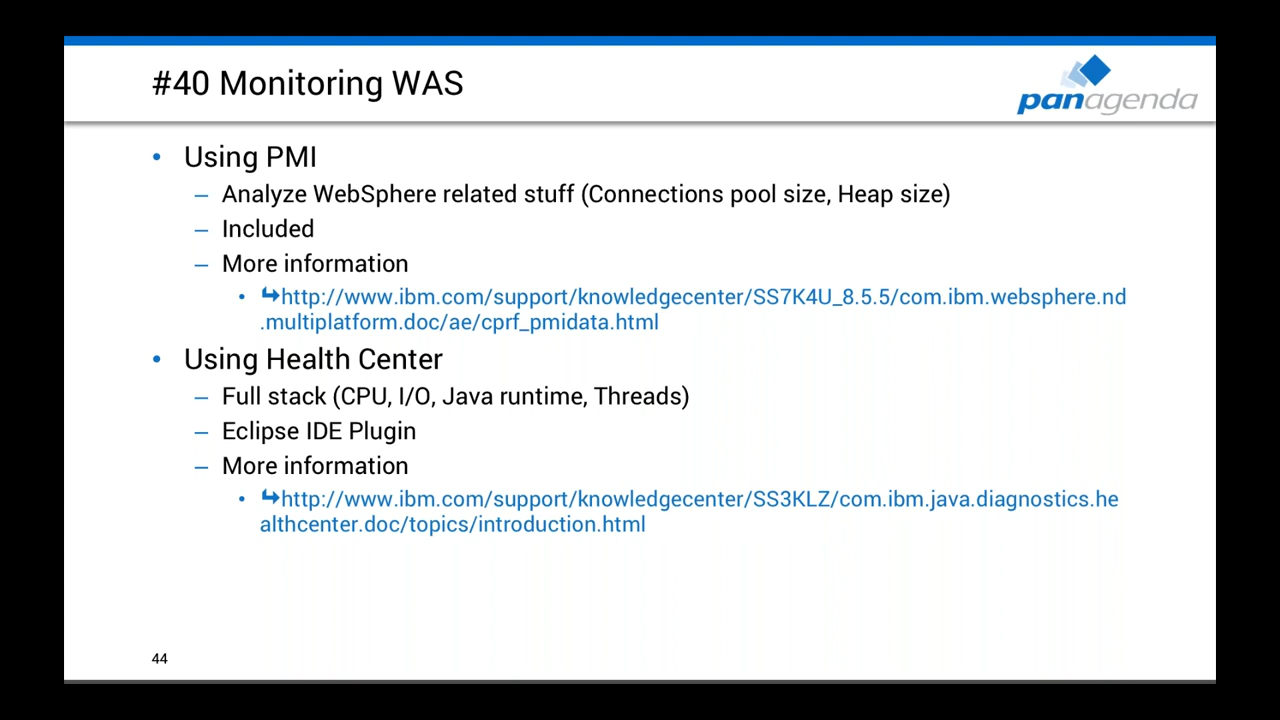 #40 Monitoring WAS
panagenda
• Using PMI
– Analyze WebSphere related stuff (Connections pool size, Heap size)
– Included
– More information
• ↪http://www.ibm.com/support/knowledgecenter/SS7K4U_8.5.5/com.ibm.websphere.nd
.multiplatform.doc/ae/cprf_pmidata.html
• Using Health Center
– Full stack (CPU, I/O, Java runtime, Threads)
– Eclipse IDE Plugin
– More information
• ↪http://www.ibm.com/support/knowledgecenter/SS3KLZ/com.ibm.java.diagnostics.he
althcenter.doc/topics/introduction.html
44